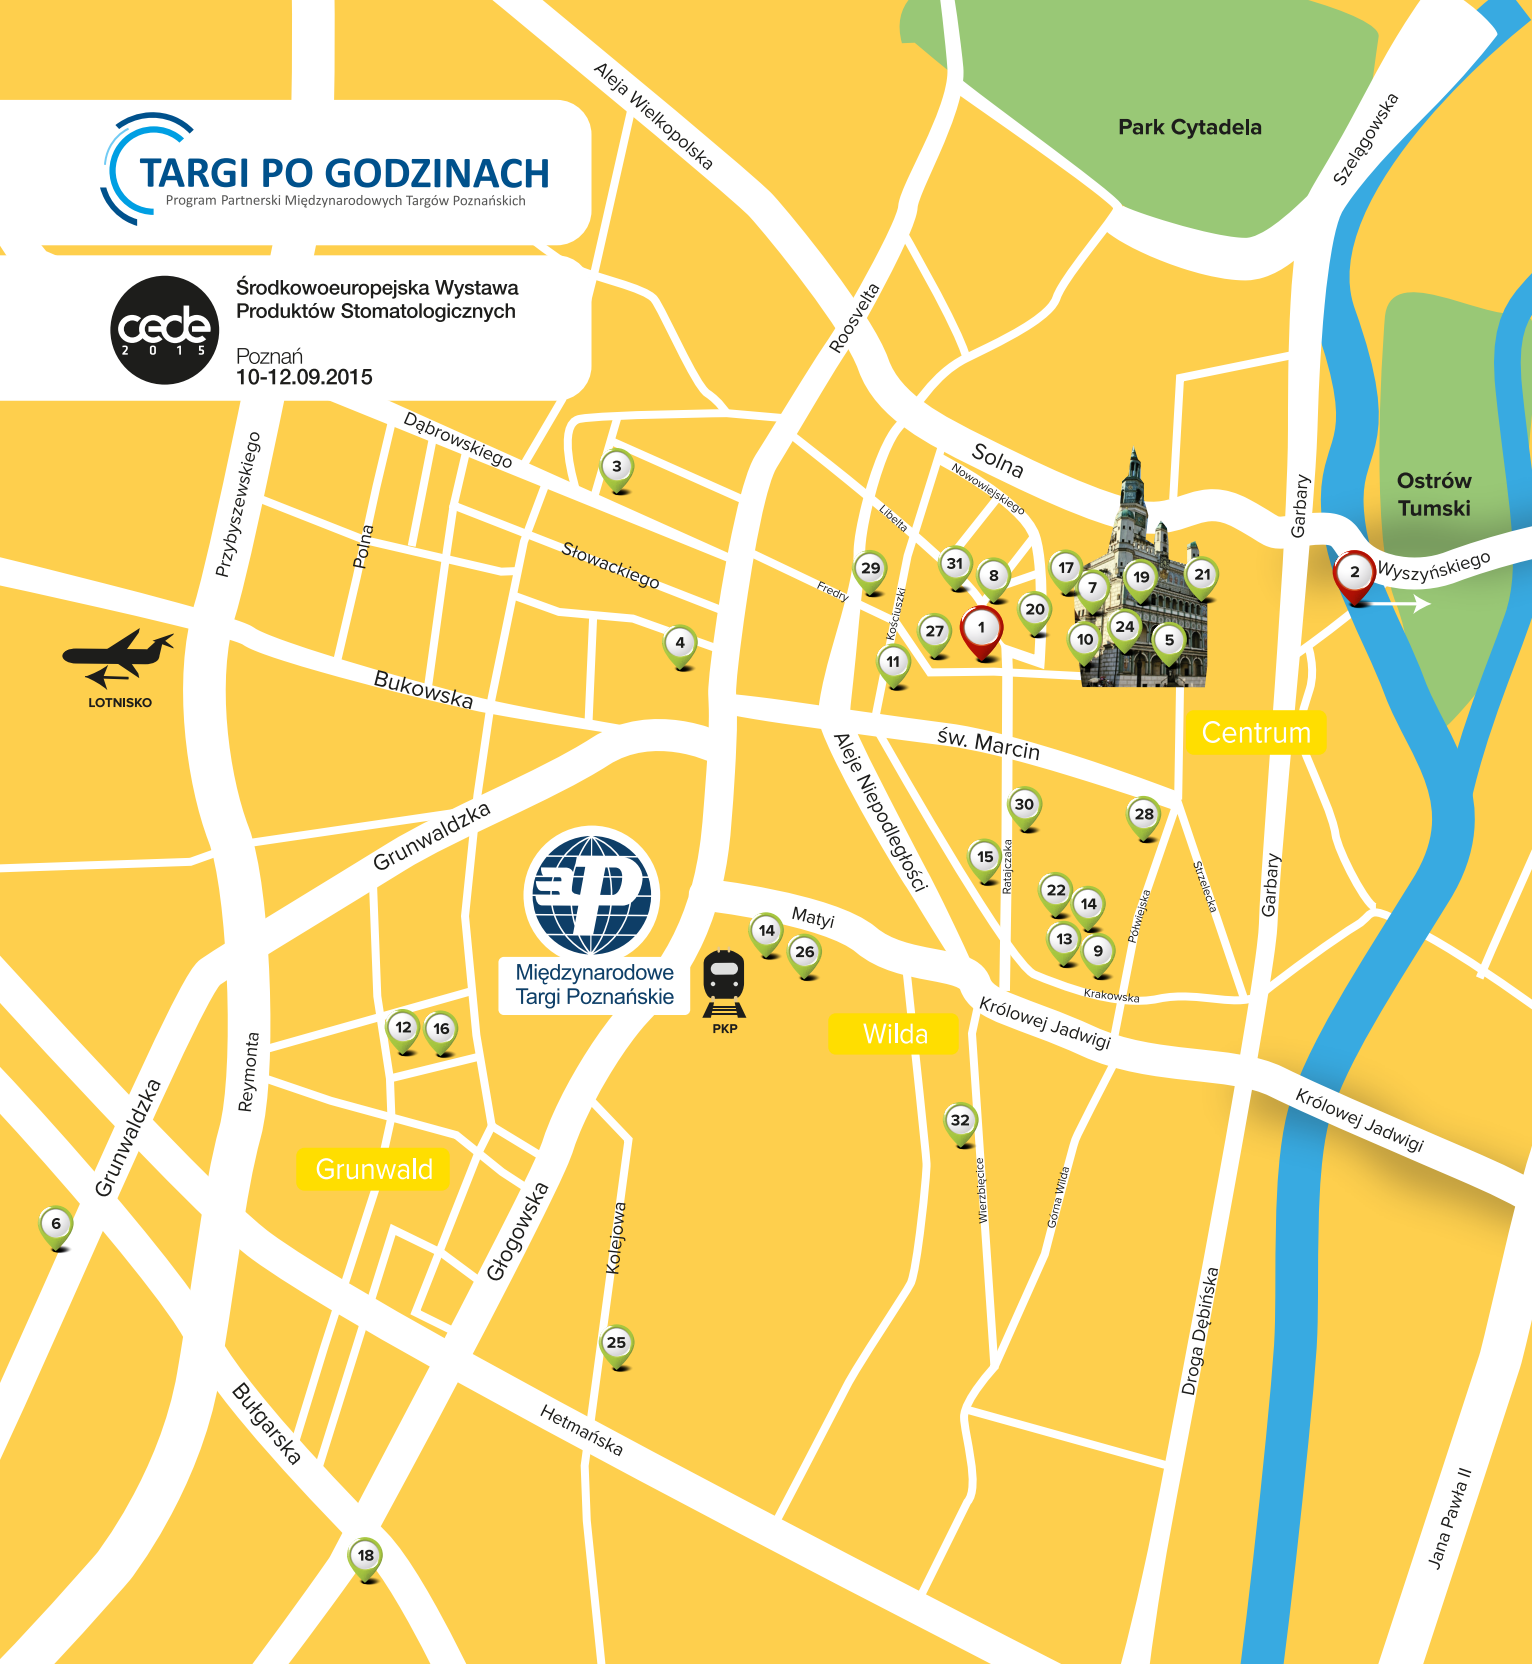 TARGI PO GODZINACH
Program Partnerski Międzynarodowych Targów Poznańskich
cede
2015
Środkowoeuropejska Wystawa
Produktów Stomatologicznych
Poznań
10-12.09.2015
Aleja Wielkopolska
Park Cytadela
Szelągowska
Roosvelta
Dąbrowskiego
Przybyszewskiego
Polna
Słowackiego
3
Solna
Nowowiejskiego
Libelta
Garbary
Ostrów
Tumski
Wyszyńskiego
2
Fredry
Kościuszki
29
31
8
17
7
19
21
20
27
1
10
24
5
11
4
LOTNISKO
Bukowska
św. Marcin
Centrum
Aleje Niepodległości
Grunwaldzka
30
28
15
Ratajczaka
22
14
13
9
Półwiejska
Strzelecka
Garbary
Krakowska
Międzynarodowe
Targi Poznańskie
PKP
14
26
Matyi
Królowej Jadwigi
Wilda
12
16
Reymonta
Grunwaldzka
Grunwald
6
Głogowska
Kolejowa
25
32
Wierzbięcice
Górna Wilda
Królowej Jadwigi
Droga Dębińska
Bułgarska
Hetmańska
18
Jana Pawła II